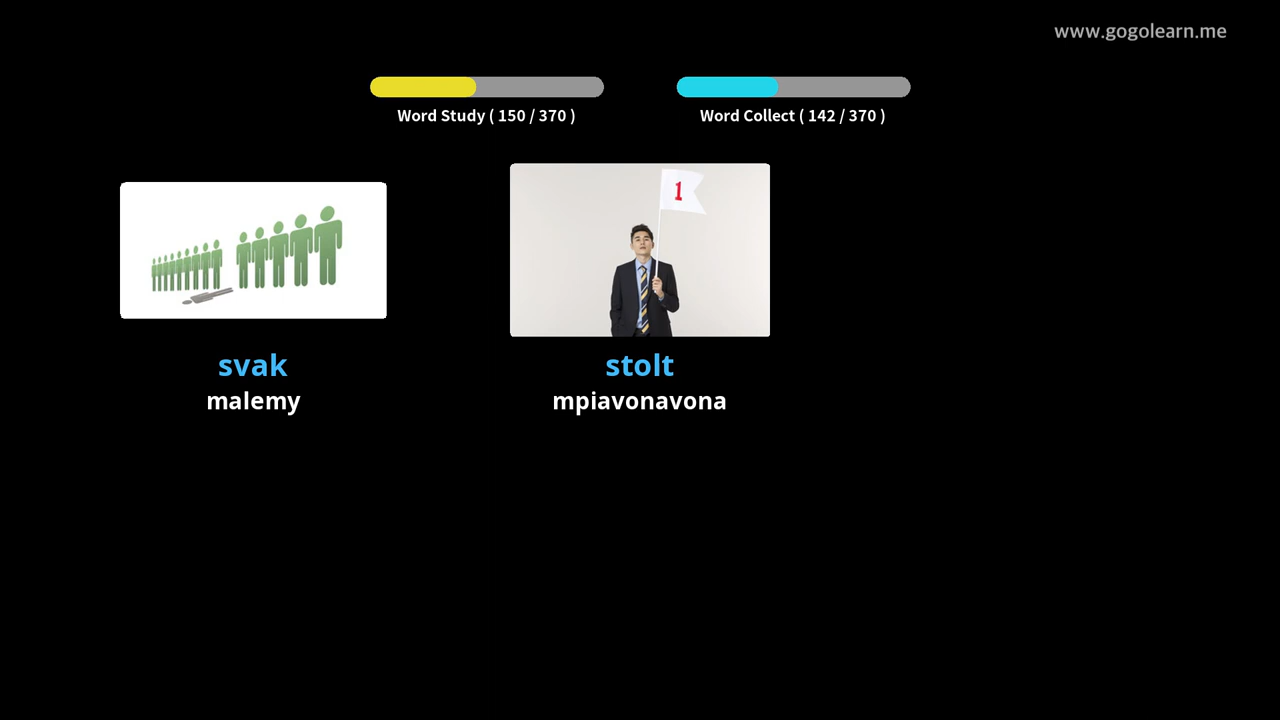 www.gogolearn.me
Word Study ( 150 / 370 )
Word Collect ( 142 / 370 )
1
svak
malemy
stolt
mpiavonavona